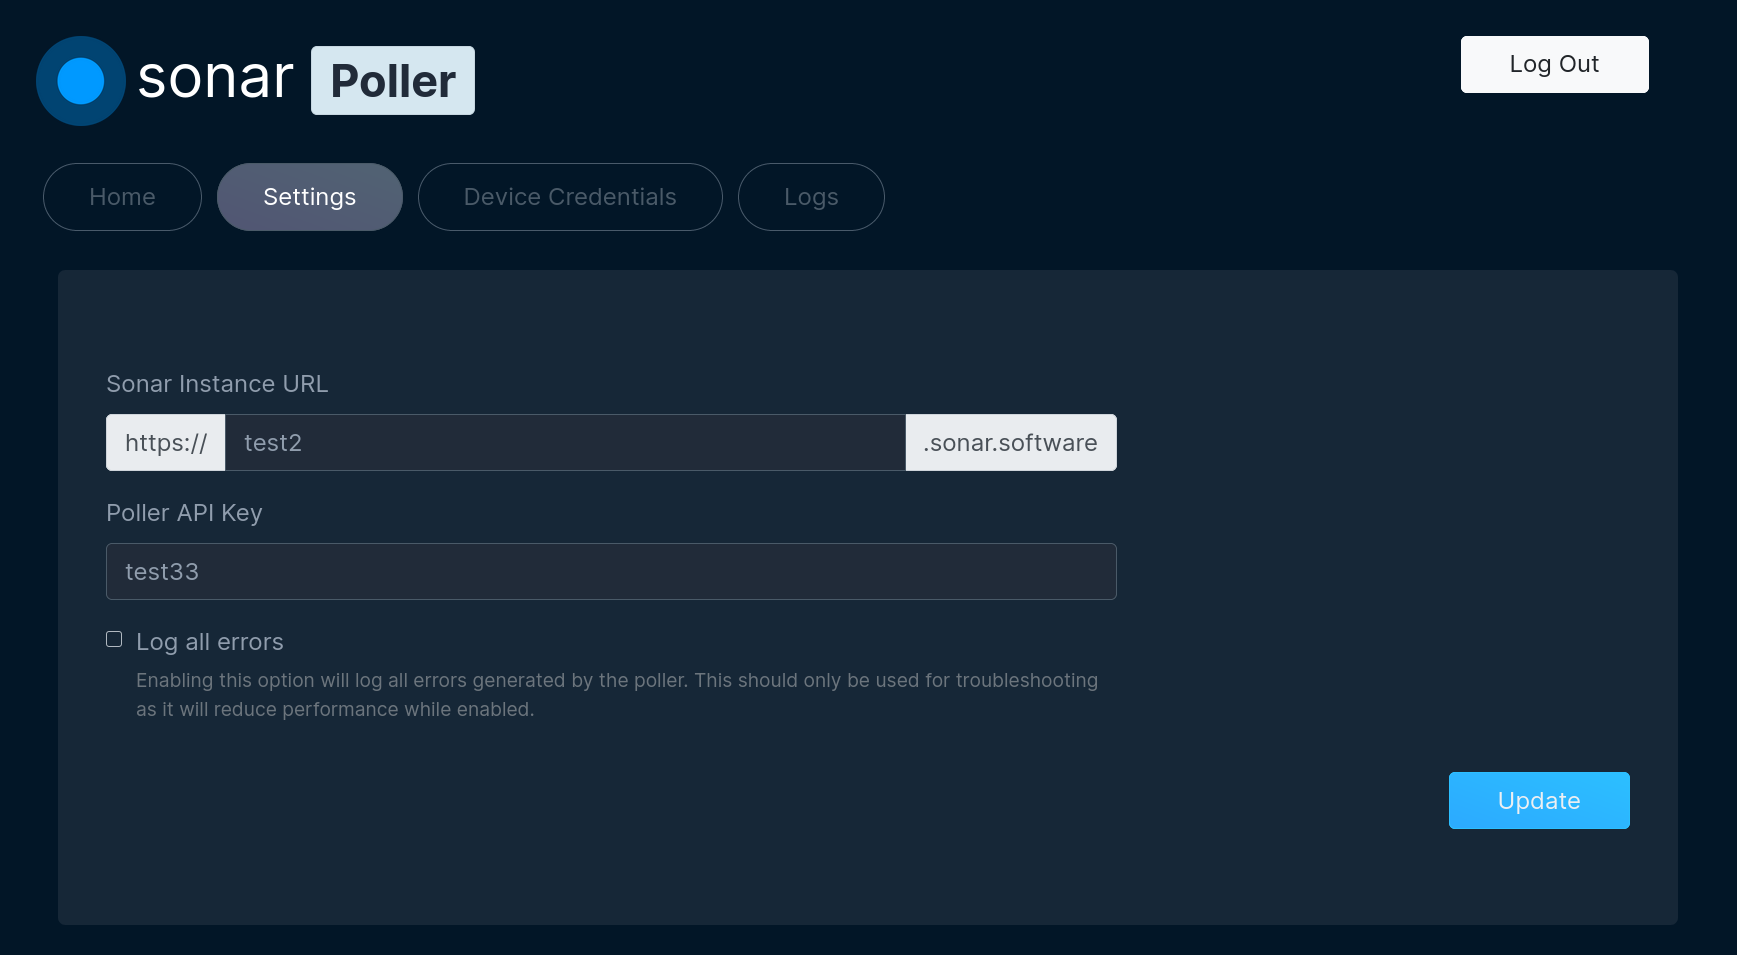 sonar Poller
Log Out
Home Settings Device Credentials Logs
Sonar Instance URL
https:// test2 .sonar.software
Poller API Key
test33
Log all errors
Enabling this option will log all errors generated by the poller. This should only be used for troubleshooting
as it will reduce performance while enabled.
Update